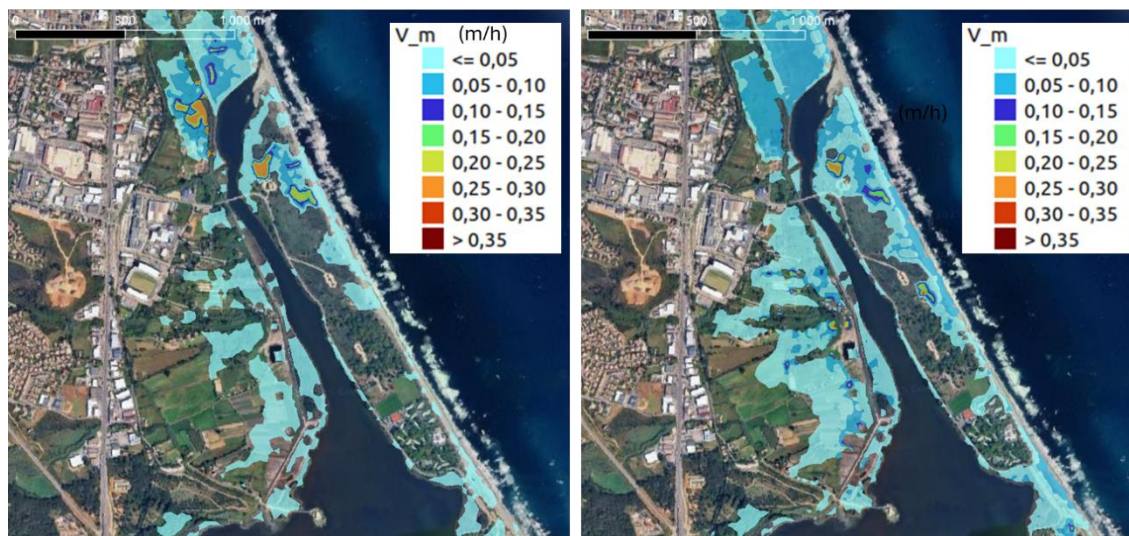 0 500 1 000 m
V_m (m/h)
<= 0,05
0,05 - 0,10
0,10 - 0,15
0,15 - 0,20
0,20 - 0,25
0,25 - 0,30
0,30 - 0,35
> 0,35
0 500 1 000 m
V_m
(m/h)
<= 0,05
0,05 - 0,10
0,10 - 0,15
0,15 - 0,20
0,20 - 0,25
0,25 - 0,30
0,30 - 0,35
> 0,35